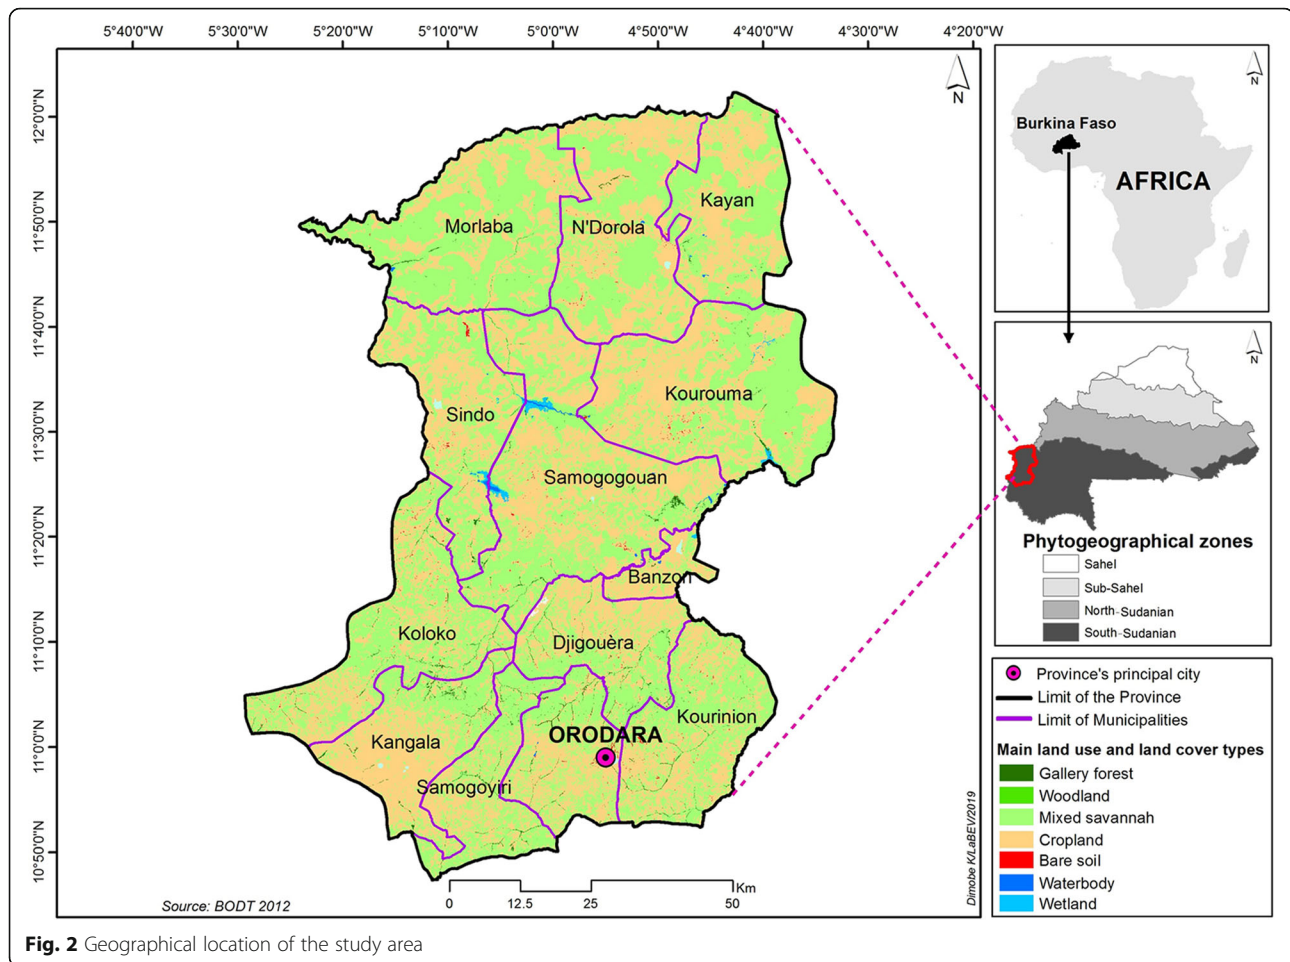 5°40'0"W
5°30'0"W
5°20'0"W
5°10'0"W
5°0'0"W
4°50'0"W
4°40'0"W
4°30'0"W
4°20'0"W
12°0'0"N
11°50'0"N
11°40'0"N
11°30'0"N
11°20'0"N
11°10'0"N
11°0'0"N
10°50'0"N
N
Morlaba
N'Dorola
Kayan
Sindo
Kourouma
Samogogouan
Banzon
Koloko
Djigouèra
Kourinion
ORODARA
Kangala
Samogoyiri
Km
0
12.5
25
50
Source: BODT 2012
Dimobe K/LaBEV/2019
N
Burkina Faso
AFRICA
N
Phytogeographical zones
Sahel
Sub-Sahel
North-Sudanian
South-Sudanian
Province's principal city
Limit of the Province
Limit of Municipalities
Main land use and land cover types
Gallery forest
Woodland
Mixed savannah
Cropland
Bare soil
Waterbody
Wetland
Fig. 2 Geographical location of the study area